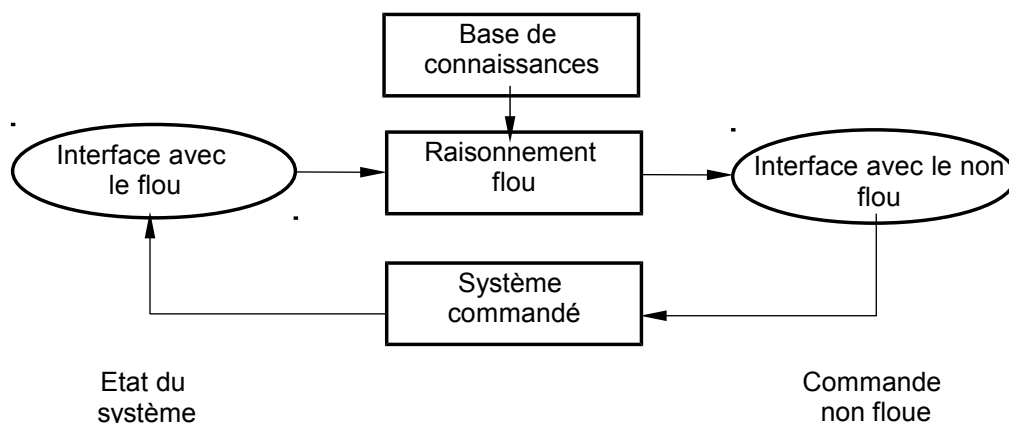 Base de
connaissances
Interface avec
le flou
Raisonnement
flou
Interface avec le non
flou
Système
commandé
Etat du
système
Commande
non floue